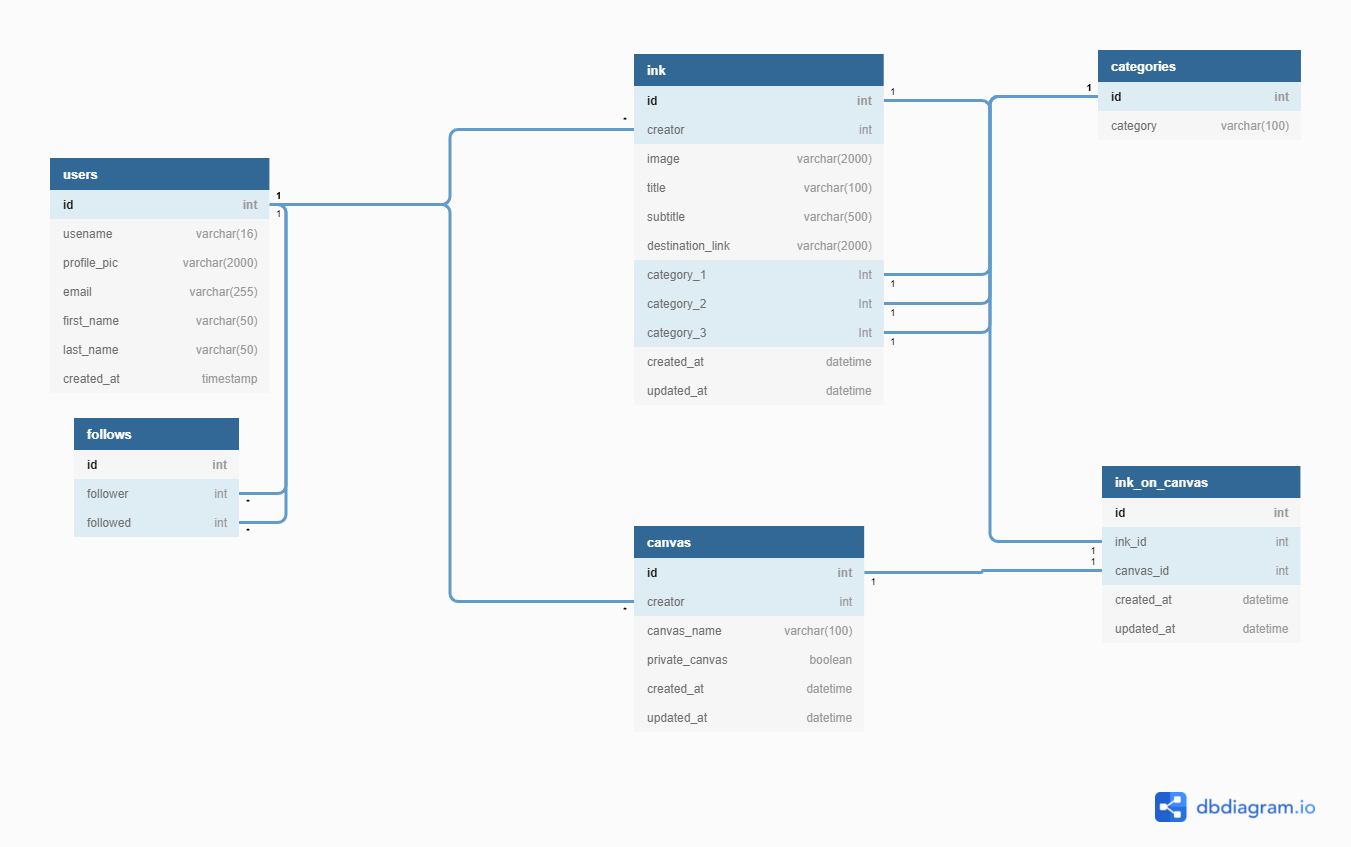 users
id int
usename varchar(16)
profile_pic varchar(2000)
email varchar(255)
first_name varchar(50)
last_name varchar(50)
created_at timestamp
1
1
follows
id int
follower int
followed int
*
*
ink
id int
creator int
image varchar(2000)
title varchar(100)
subtitle varchar(500)
destination_link varchar(2000)
category_1 Int
category_2 Int
category_3 Int
created_at datetime
updated_at datetime
*
1
1
1
1
canvas
id int
creator int
canvas_name varchar(100)
private_canvas boolean
created_at datetime
updated_at datetime
*
1
categories
id int
category varchar(100)
1
ink_on_canvas
id int
ink_id int
canvas_id int
created_at datetime
updated_at datetime
1
1
dbdiagram.io